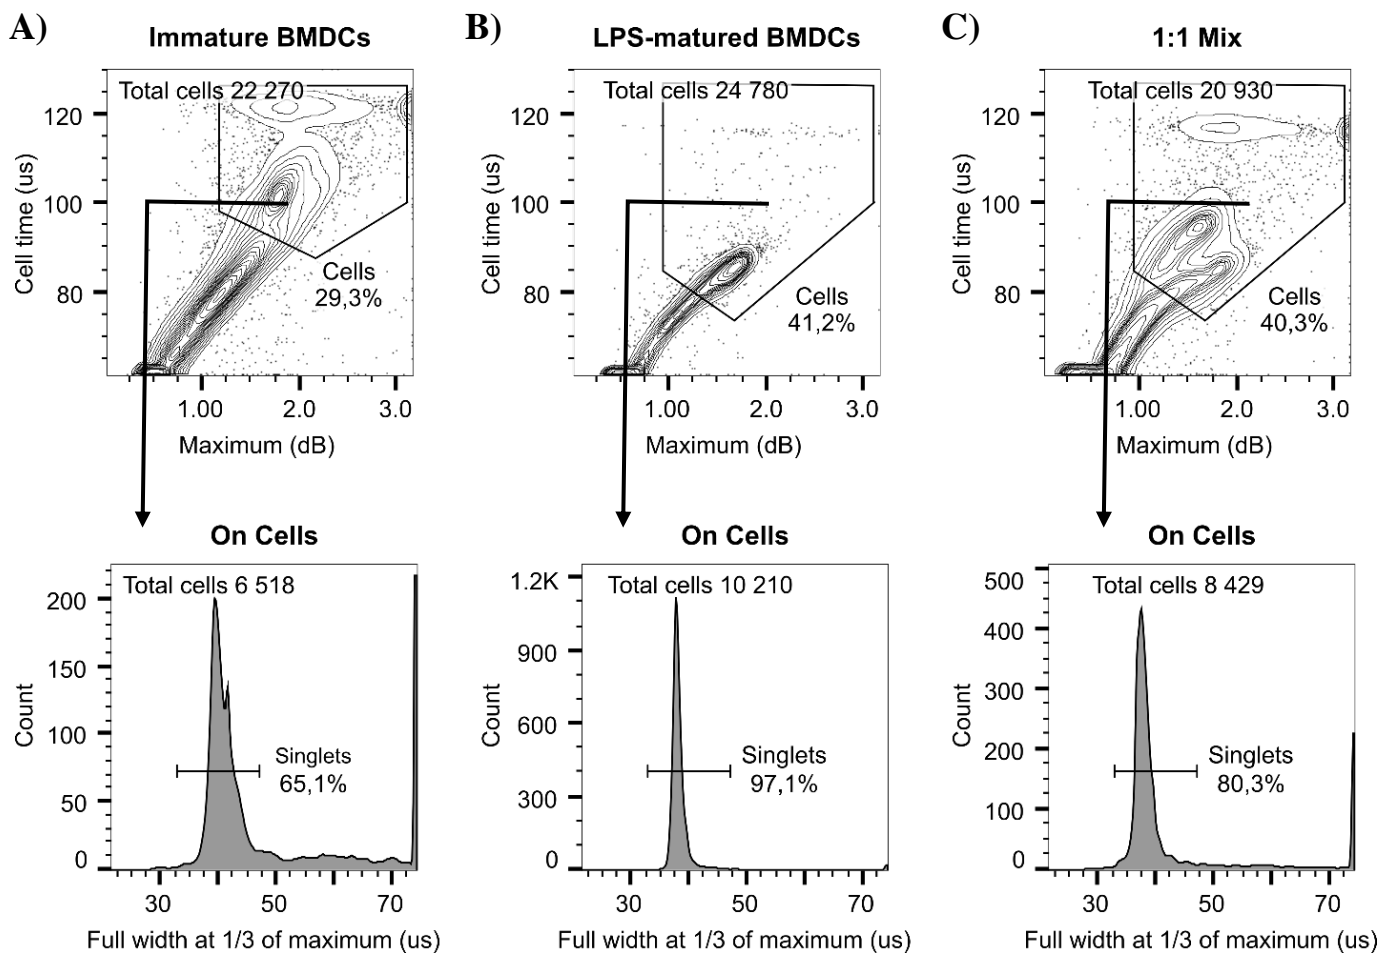 A)
Immature BMDCs
Total cells 22 270
120
100
80
Cell time (us)
Cells
29,3%
1.00
2.0
3.0
Maximum (dB)
B)
LPS-matured BMDCs
Total cells 24 780
120
100
80
Cell time (us)
Cells
41,2%
1.00
2.0
3.0
Maximum (dB)
C)
1:1 Mix
Total cells 20 930
120
100
80
Cell time (us)
Cells
40,3%
1.00
2.0
3.0
Maximum (dB)
On Cells
Total cells 6 518
200
150
100
50
0
Count
Singlets
65,1%
30
50
70
Full width at 1/3 of maximum (us)
On Cells
Total cells 10 210
1.2K
900
600
300
0
Count
Singlets
97,1%
30
50
70
Full width at 1/3 of maximum (us)
On Cells
Total cells 8 429
500
400
300
200
100
0
Count
Singlets
80,3%
30
50
70
Full width at 1/3 of maximum (us)